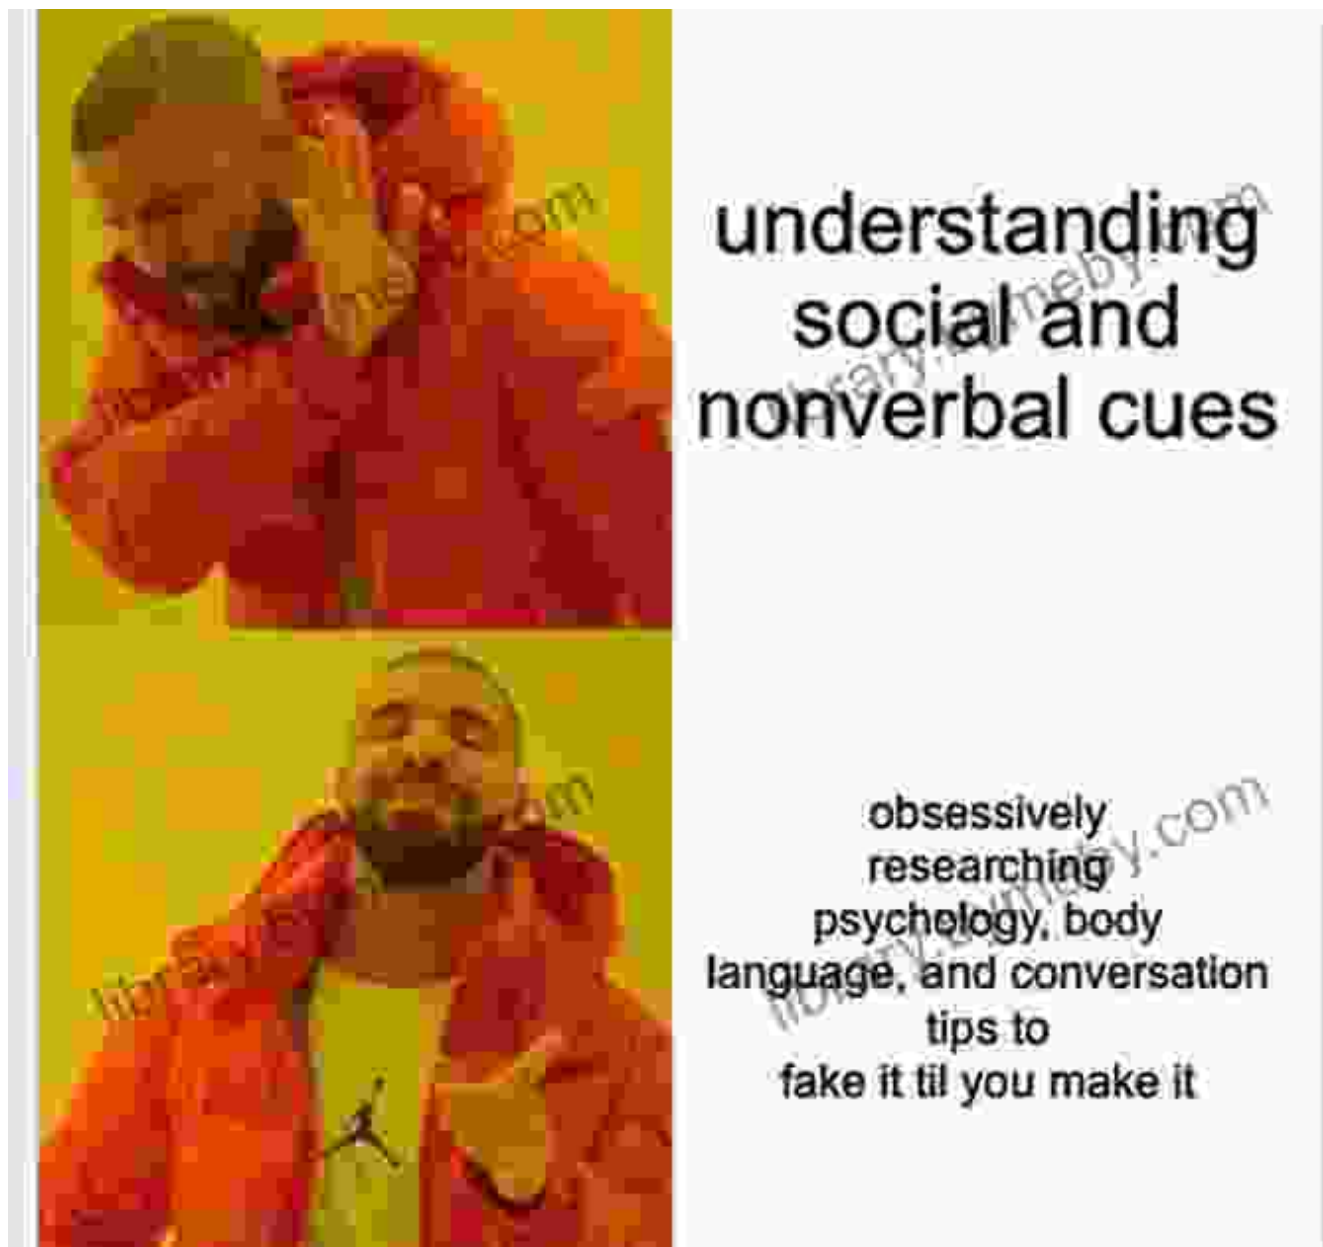 understanding
social and
nonverbal cues
obsessively
researching
psychology, body
language, and conversation
tips to
fake it til you make it